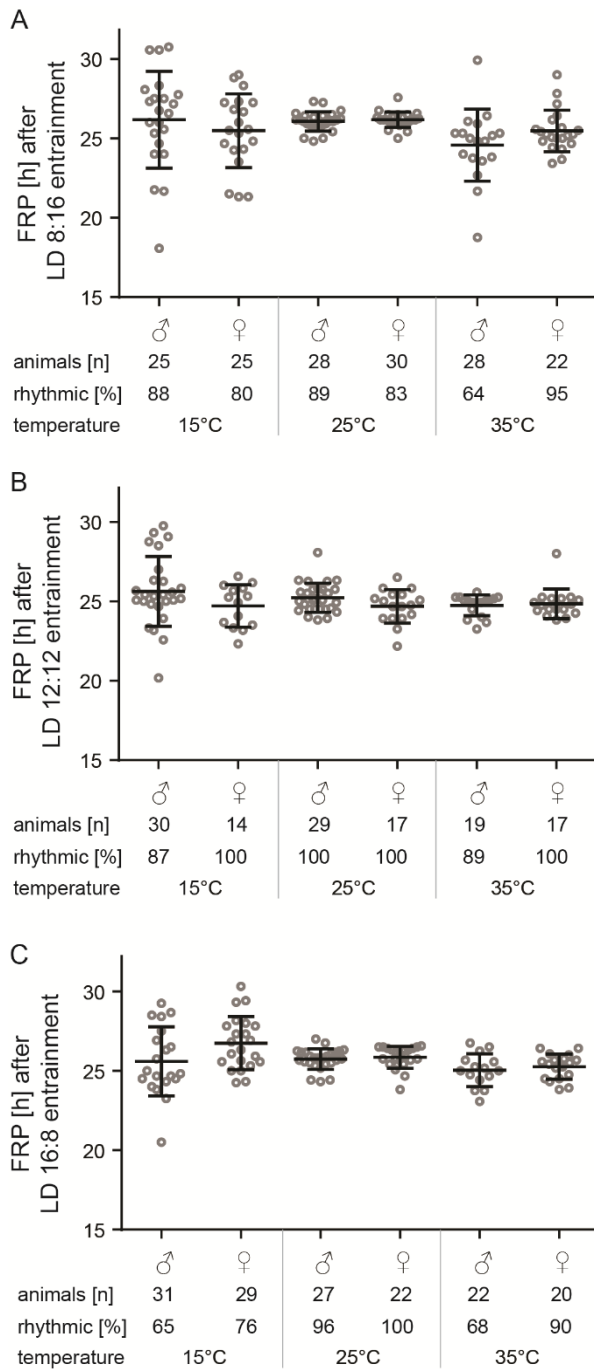 A
FRP [h] after
LD 8:16 entrainment
30
25
20
15
♂ ♀ ♂ ♀ ♂ ♀
animals [n] 25 25 28 30 28 22
rhythmic [%] 88 80 89 83 64 95
temperature 15°C 25°C 35°C
B
FRP [h] after
LD 12:12 entrainment
30
25
20
15
♂ ♀ ♂ ♀ ♂ ♀
animals [n] 30 14 29 17 19 17
rhythmic [%] 87 100 100 100 89 100
temperature 15°C 25°C 35°C
C
FRP [h] after
LD 16:8 entrainment
30
25
20
15
♂ ♀ ♂ ♀ ♂ ♀
animals [n] 31 29 27 22 22 20
rhythmic [%] 65 76 96 100 68 90
temperature 15°C 25°C 35°C